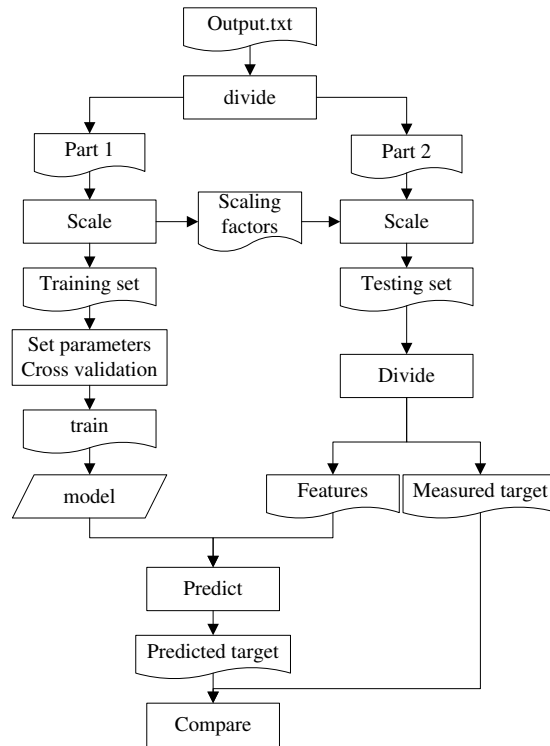 Output.txt
divide
Part 1
Part 2
Scale
Scaling
factors
Scale
Training set
Testing set
Set parameters
Cross validation
Divide
train
model
Features
Measured target
Predict
Predicted target
Compare